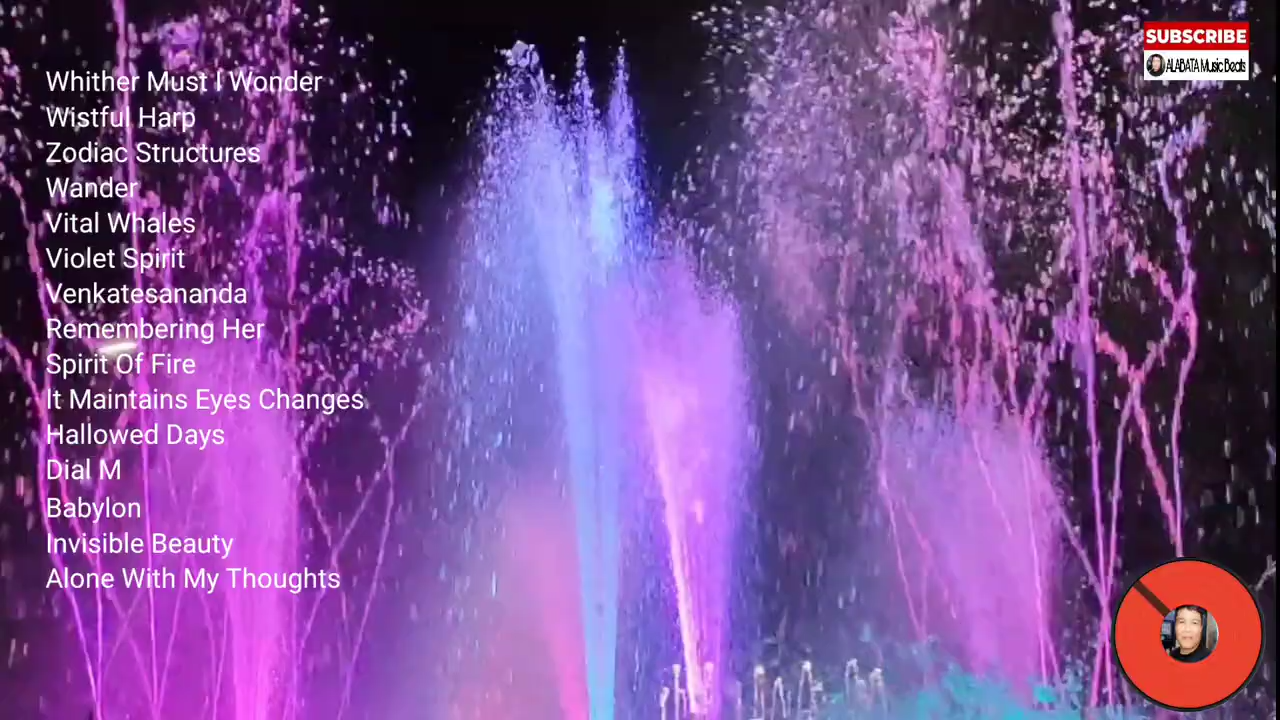 Whither Must I Wonder
Wistful Harp
Zodiac Structures
Wander
Vital Whales
Violet Spirit
Venkatesananda
Remembering Her
Spirit Of Fire
It Maintains Eyes Changes
Hallowed Days
Dial M
Babylon
Invisible Beauty
Alone With My Thoughts
SUBSCRIBE
ALABATA Music Beats